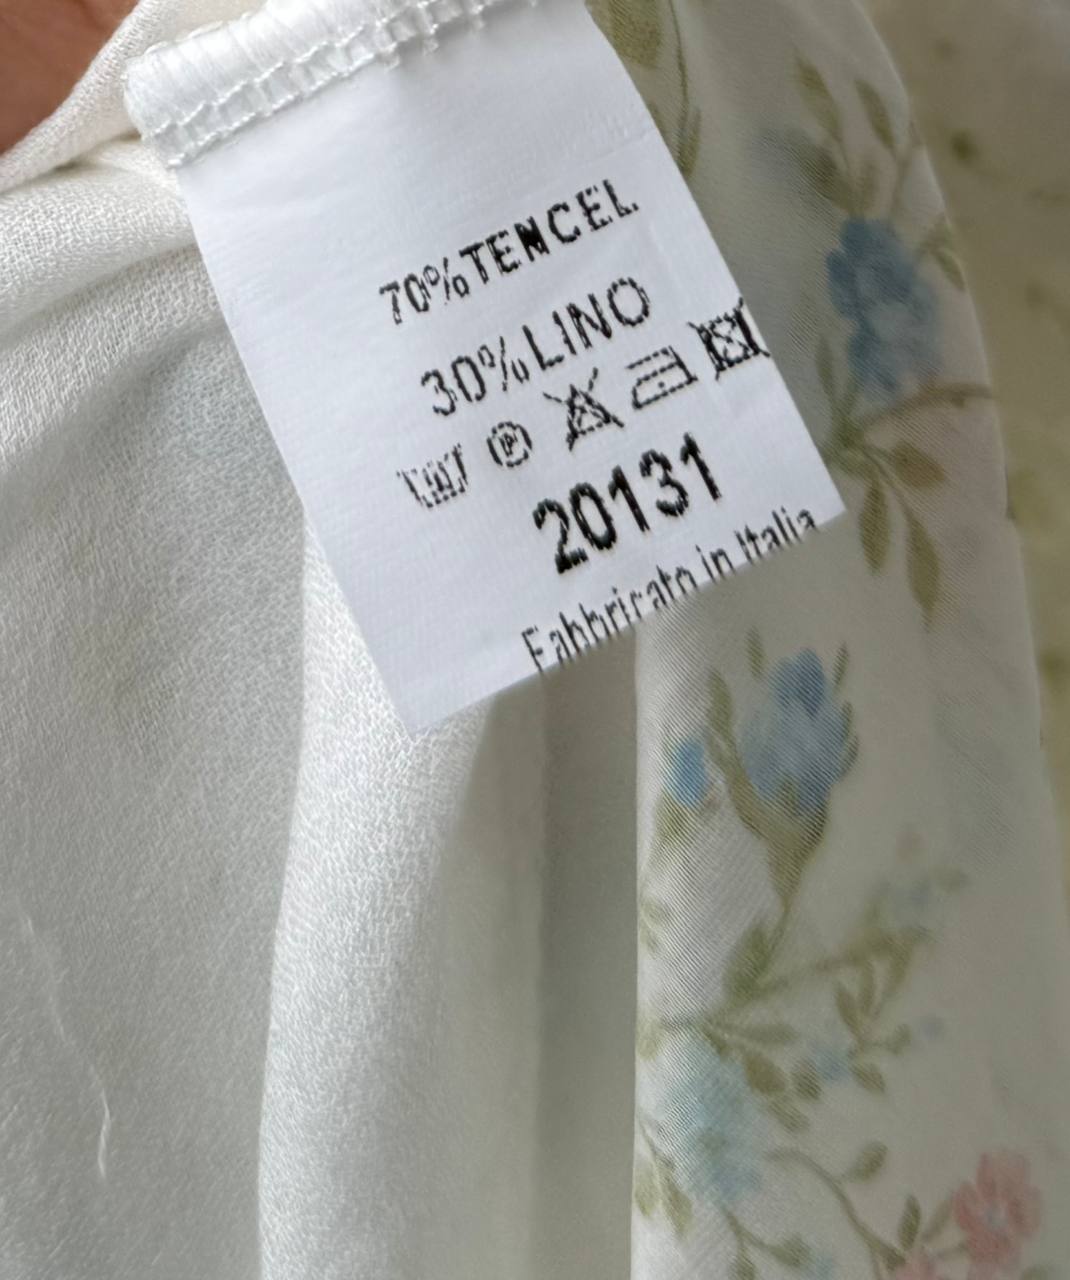 70%TENCEL
30%LINO
P
20131
Fabbricato in Italia